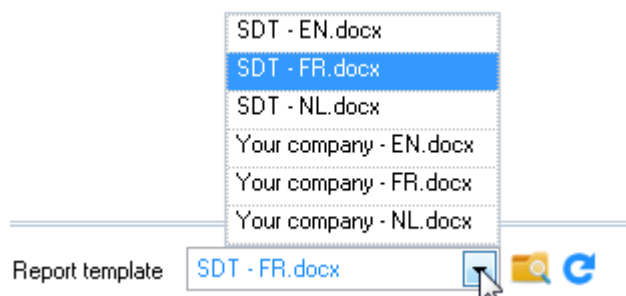 SDT - EN.docx
SDT - FR.docx
SDT - NL.docx
Your company - EN.docx
Your company - FR.docx
Your company - NL.docx
Report template SDT - FR.docx